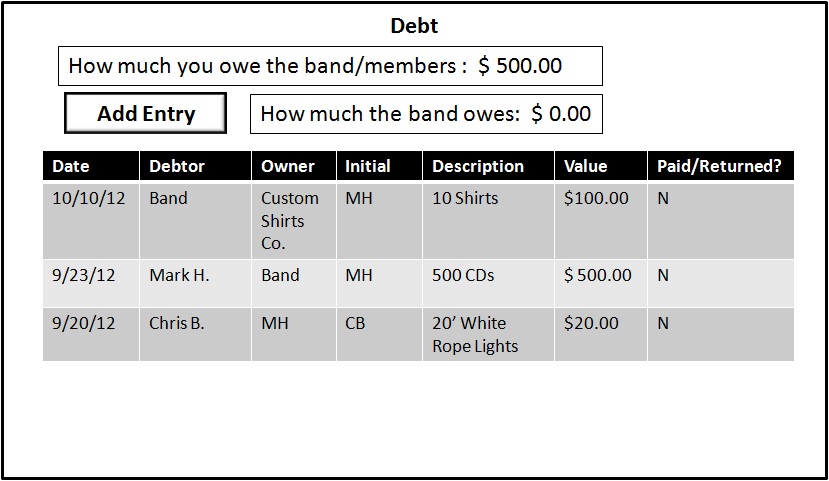 Debt
How much you owe the band/members : $ 500.00
Add Entry
How much the band owes: $ 0.00
Date Debtor Owner Initial Description Value Paid/Returned?
10/10/12 Band Custom MH 10 Shirts $100.00 N
Shirts
Co.
9/23/12 Mark H. Band MH 500 CDs $ 500.00 N
9/20/12 Chris B. MH CB 20’ White $20.00 N
Rope Lights